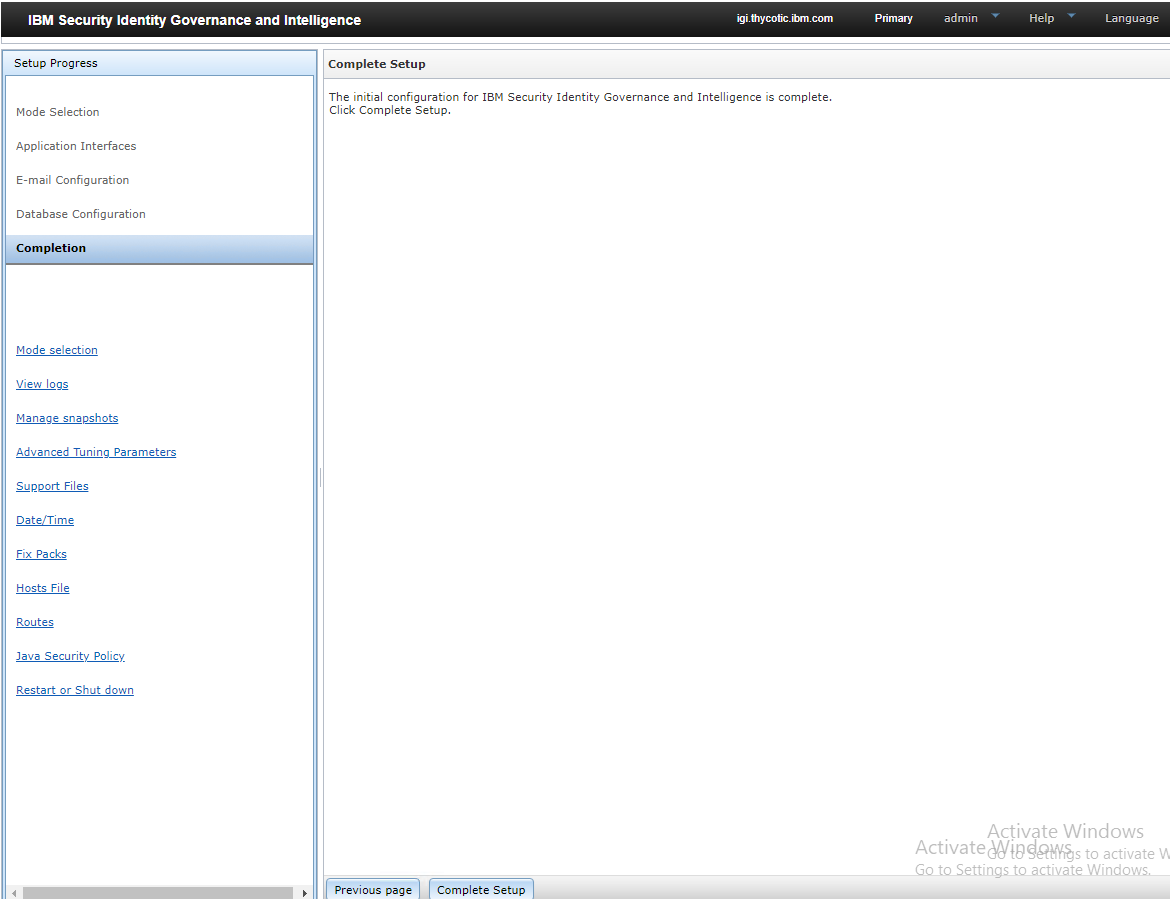 IBM Security Identity Governance and Intelligence
igi.thycotic.ibm.com
Primary
admin
Help
Language
Setup Progress
Mode Selection
Application Interfaces
E-mail Configuration
Database Configuration
Completion
Mode selection
View logs
Manage snapshots
Advanced Tuning Parameters
Support Files
Date/Time
Fix Packs
Hosts File
Routes
Java Security Policy
Restart or Shut down
Complete Setup
The initial configuration for IBM Security Identity Governance and Intelligence is complete.
Click Complete Setup.
Activate Windows
Activate Windows
Go to Settings to activate W
Go to Settings to activate Windows.
Previous page
Complete Setup